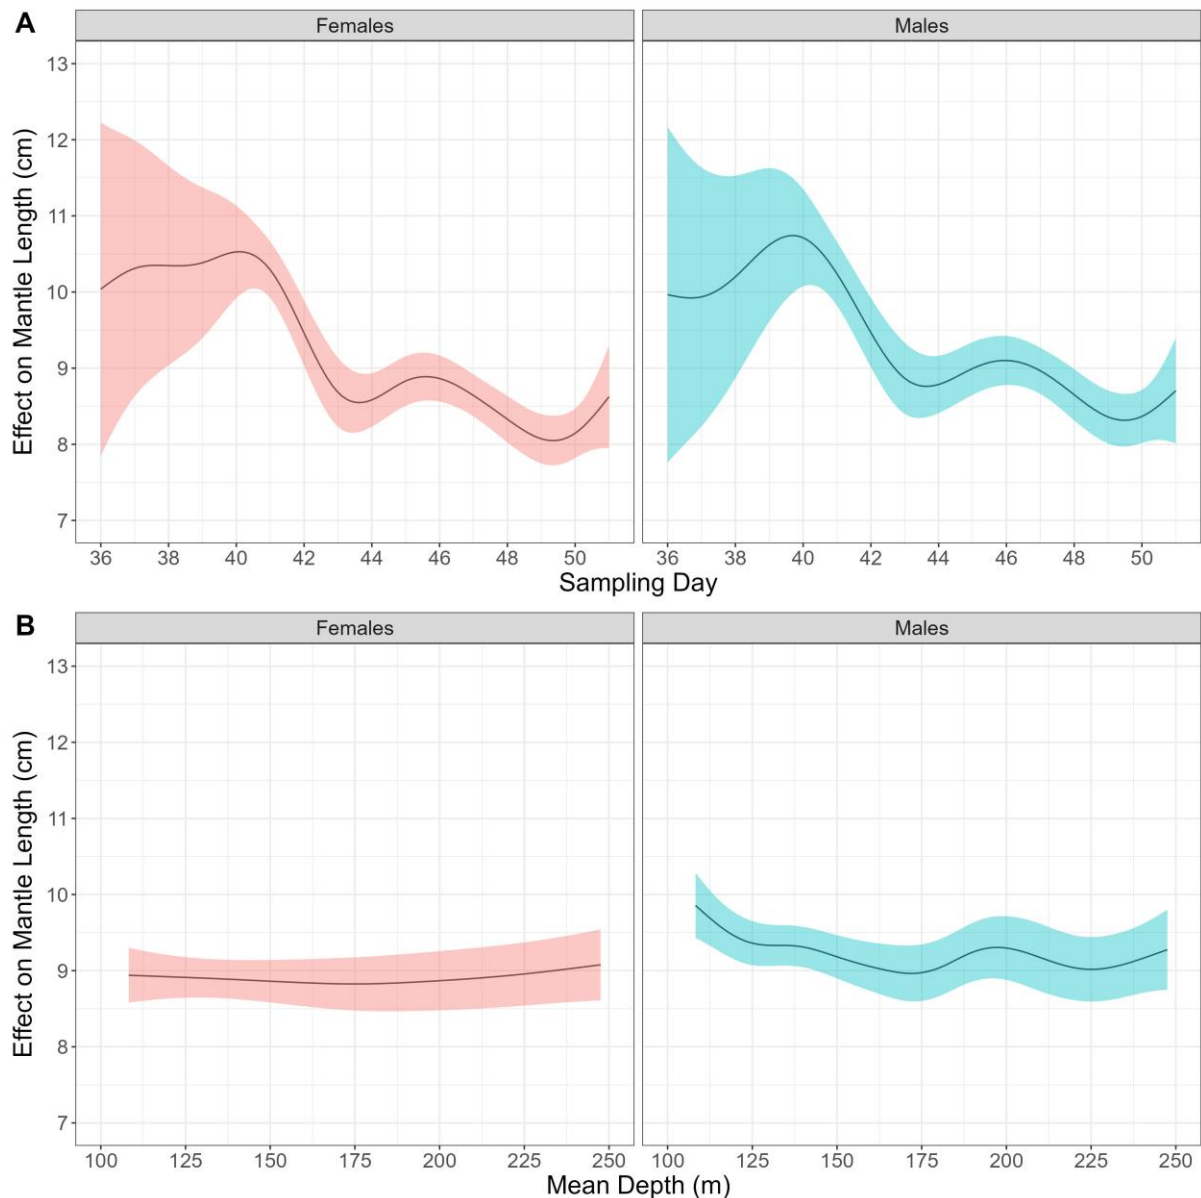 A
Females
Males
Effect on Mantle Length (cm)
13
12
11
10
9
8
7
36 38 40 42 44 46 48 50
36 38 40 42 44 46 48 50
Sampling Day
B
Females
Males
Effect on Mantle Length (cm)
13
12
11
10
9
8
7
100 125 150 175 200 225 250
100 125 150 175 200 225 250
Mean Depth (m)